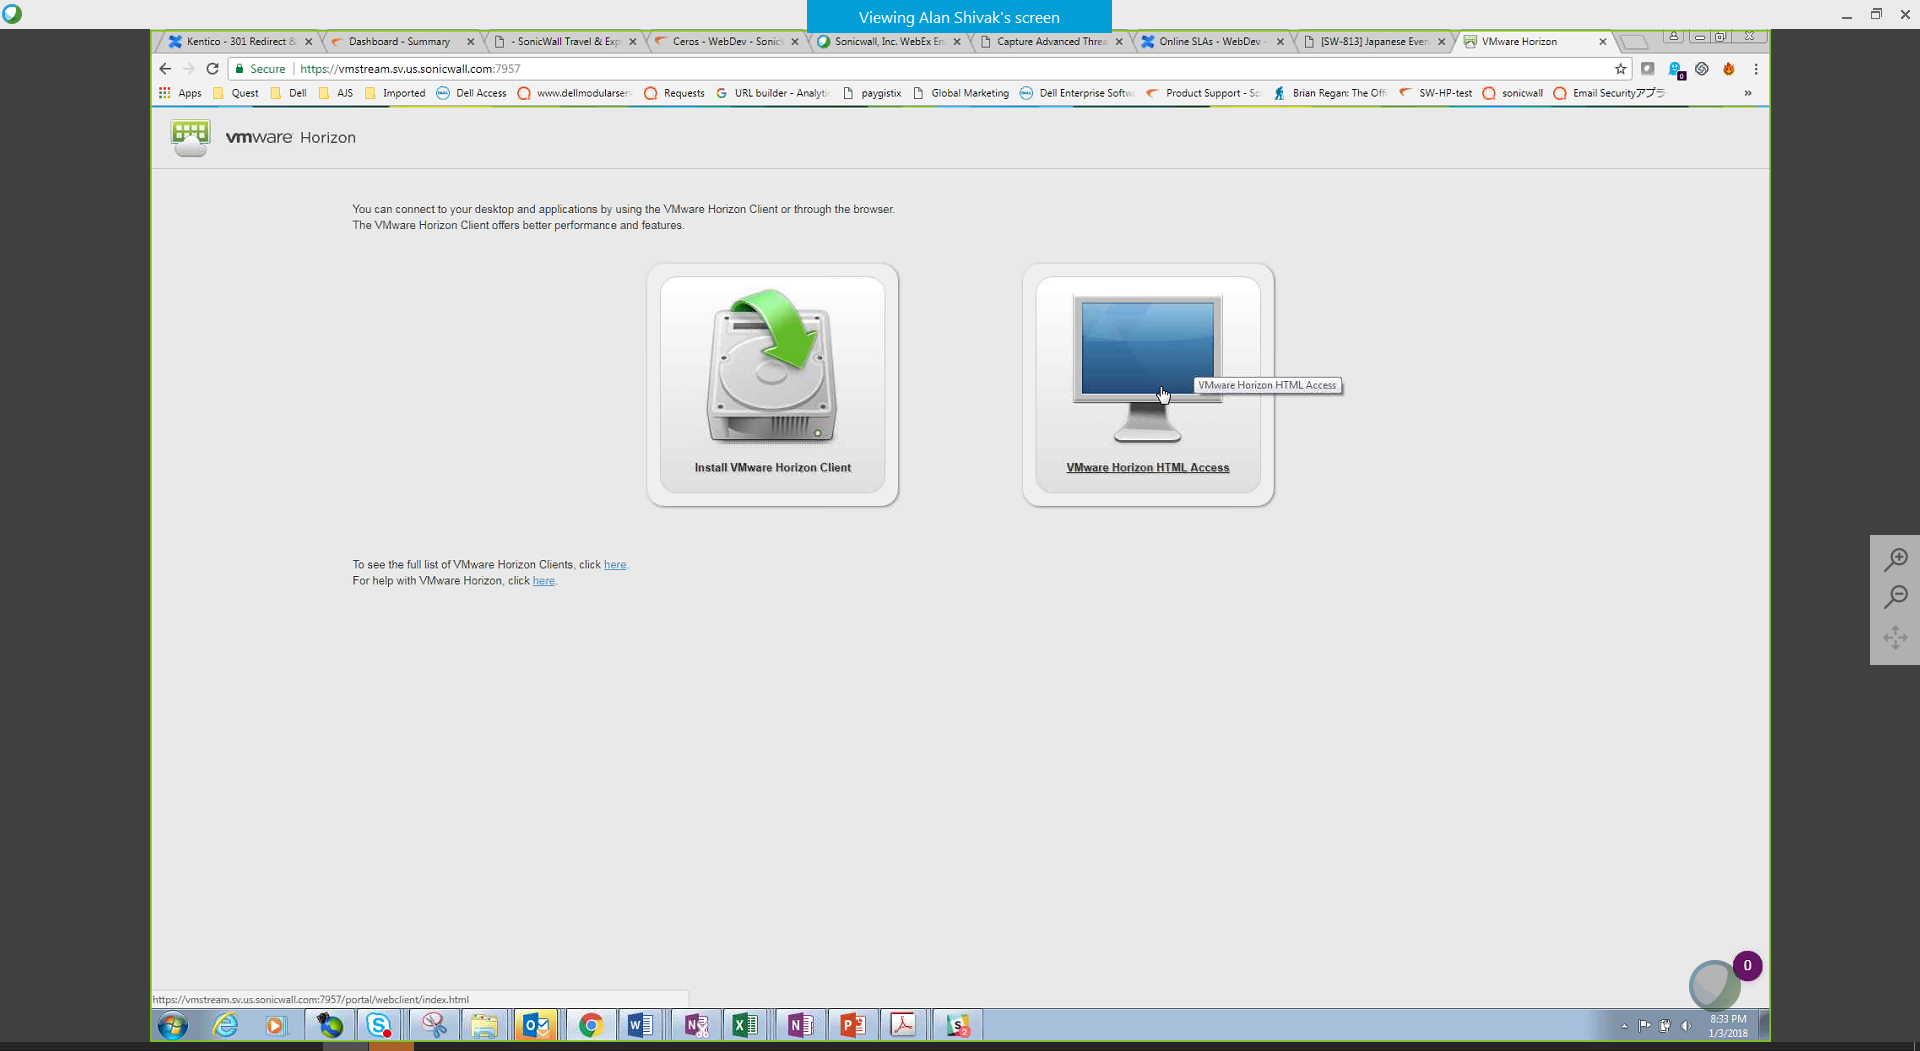 Viewing Alan Shivak's screen
Kentico - 301 Redirect &
Dashboard - Summary
- SonicWall Travel & Exp
Ceros - WebDev - Sonic
Sonicwall, Inc. WebEx En
Capture Advanced Threa
Online SLAs - WebDev -
[SW-813] Japanese Even
VMware Horizon
Secure
https://vmstream.sv.us.sonicwall.com:7957
Apps
Quest
Dell
AJS
Imported
Dell Access
www.dellmodularserv
Requests
URL builder - Analytic
paygistix
Global Marketing
Dell Enterprise Softw
Product Support - So
Brian Regan: The Offi
SW-HP-test
sonicwall
Email Securityアプラ
»
vmware Horizon
You can connect to your desktop and applications by using the VMware Horizon Client or through the browser.
The VMware Horizon Client offers better performance and features.
VMware Horizon HTML Access
Install VMware Horizon Client
VMware Horizon HTML Access
To see the full list of VMware Horizon Clients, click here.
For help with VMware Horizon, click here.
0
https://vmstream.sv.us.sonicwall.com:7957/portal/webclient/index.html
8:33 PM
1/3/2018